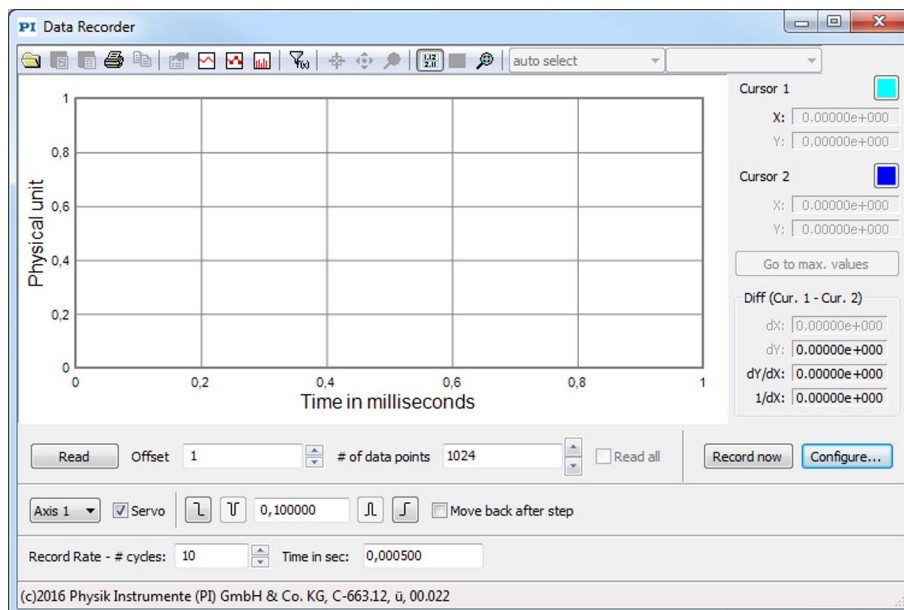 PI Data Recorder
auto select
1
0,8
0,6
0,4
0,2
0
Physical unit
0
0,2
0,4
0,6
0,8
1
Time in milliseconds
Cursor 1
X: 0.00000e+000
Y: 0.00000e+000
Cursor 2
X: 0.00000e+000
Y: 0.00000e+000
Go to max. values
Diff (Cur. 1 - Cur. 2)
dX: 0.00000e+000
dY: 0.00000e+000
dY/dX: 0.00000e+000
1/dX: 0.00000e+000
Read Offset 1 # of data points 1024 Read all Record now Configure...
Axis 1 Servo 0,100000 Move back after step
Record Rate - # cycles: 10 Time in sec: 0,000500
(c)2016 Physik Instrumente (PI) GmbH & Co. KG, C-663.12, ü, 00.022